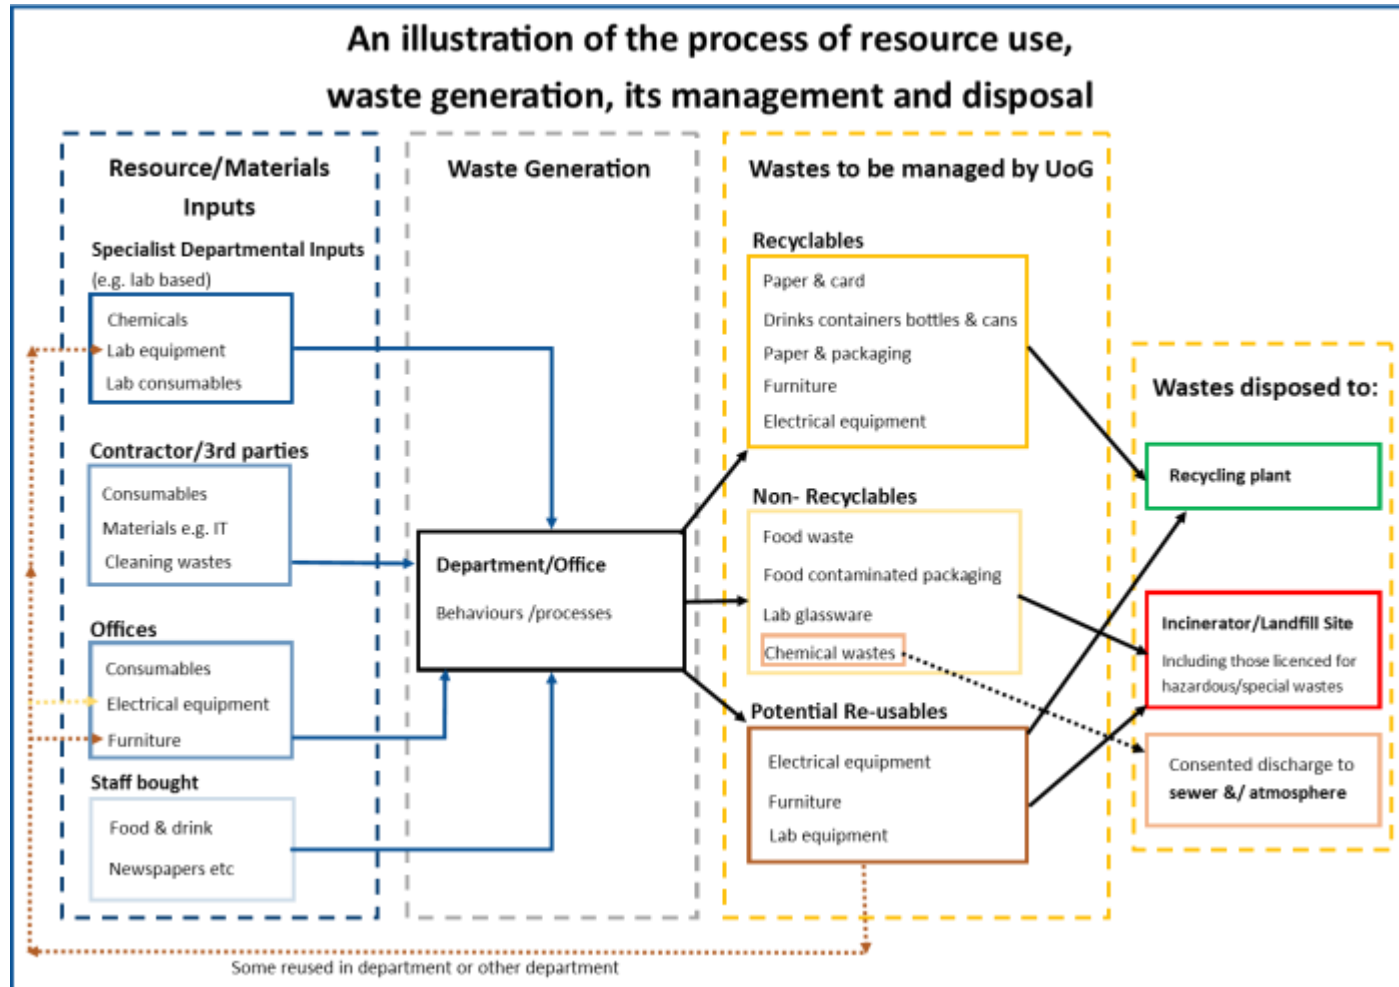 An illustration of the process of resource use,
waste generation, its management and disposal
Resource/Materials
Inputs
Specialist Departmental Inputs
(e.g. lab based)
Chemicals
Lab equipment
Lab consumables
Contractor/3rd parties
Consumables
Materials e.g. IT
Cleaning wastes
Offices
Consumables
Electrical equipment
Furniture
Staff bought
Food & drink
Newspapers etc
Waste Generation
Department/Office
Behaviours /processes
Wastes to be managed by UoG
Recyclables
Paper & card
Drinks containers bottles & cans
Paper & packaging
Furniture
Electrical equipment
Non- Recyclables
Food waste
Food contaminated packaging
Lab glassware
Chemical wastes
Potential Re-usables
Electrical equipment
Furniture
Lab equipment
Wastes disposed to:
Recycling plant
Incinerator/Landfill Site
Including those licenced for
hazardous/special wastes
Consented discharge to
sewer &/ atmosphere
Some reused in department or other department